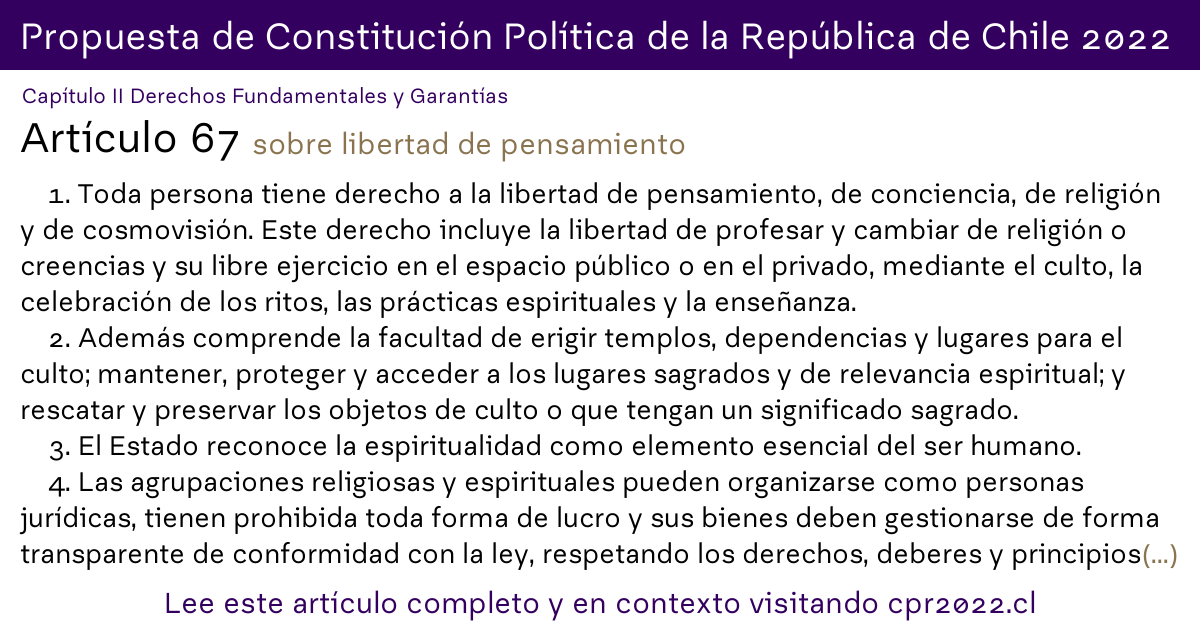 Propuesta de Constitución Política de la República de Chile 2022
Capítulo II Derechos Fundamentales y Garantías
Artículo 67 sobre libertad de pensamiento
1. Toda persona tiene derecho a la libertad de pensamiento, de conciencia, de religión
y de cosmovisión. Este derecho incluye la libertad de profesar y cambiar de religión o
creencias y su libre ejercicio en el espacio público o en el privado, mediante el culto, la
celebración de los ritos, las prácticas espirituales y la enseñanza.
2. Además comprende la facultad de erigir templos, dependencias y lugares para el
culto; mantener, proteger y acceder a los lugares sagrados y de relevancia espiritual; y
rescatar y preservar los objetos de culto o que tengan un significado sagrado.
3. El Estado reconoce la espiritualidad como elemento esencial del ser humano.
4. Las agrupaciones religiosas y espirituales pueden organizarse como personas
jurídicas, tienen prohibida toda forma de lucro y sus bienes deben gestionarse de forma
transparente de conformidad con la ley, respetando los derechos, deberes y principios(...)
Lee este artículo completo y en contexto visitando cpr2022.cl